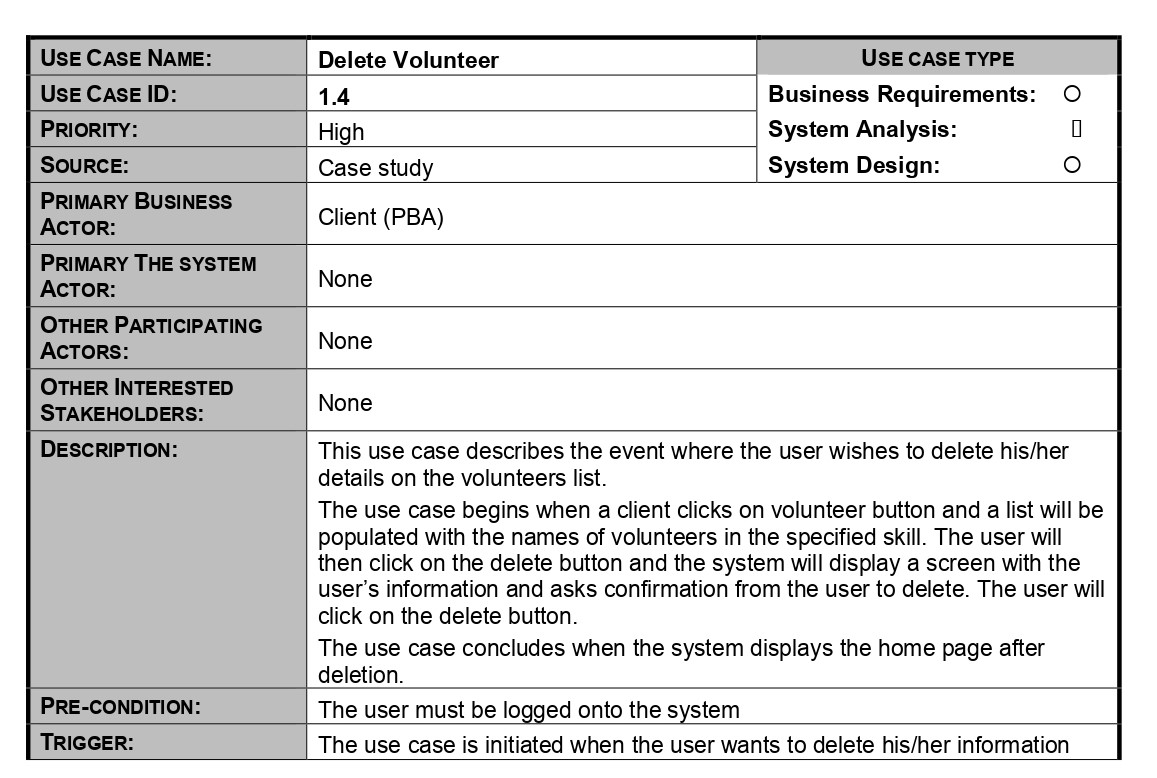 USE CASE NAME: Delete Volunteer USE CASE TYPE
USE CASE ID: 1.4 Business Requirements: ○
PRIORITY: High System Analysis: ▯
SOURCE: Case study System Design: ○
PRIMARY BUSINESS
ACTOR:
Client (PBA)
PRIMARY THE SYSTEM
ACTOR:
None
OTHER PARTICIPATING
ACTORS:
None
OTHER INTERESTED
STAKEHOLDERS:
None
DESCRIPTION: This use case describes the event where the user wishes to delete his/her
details on the volunteers list.
The use case begins when a client clicks on volunteer button and a list will be
populated with the names of volunteers in the specified skill. The user will
then click on the delete button and the system will display a screen with the
user's information and asks confirmation from the user to delete. The user will
click on the delete button.
The use case concludes when the system displays the home page after
deletion.
PRE-CONDITION: The user must be logged onto the system
TRIGGER: The use case is initiated when the user wants to delete his/her information